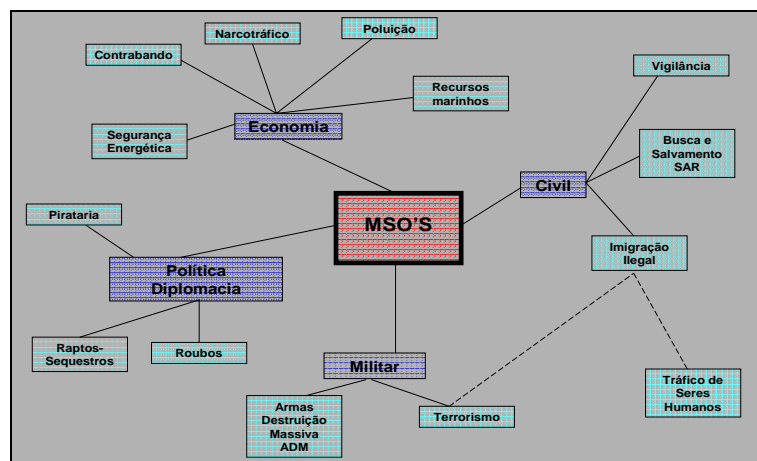 Narcotráfico
Poluição
Contrabando
Vigilância
Recursos
marinhos
Economia
Segurança
Energética
Busca e
Salvamento
SAR
Civil
MSO'S
Pirataria
Imigração
Ilegal
Política
Diplomacia
Raptos-
Sequestros
Roubos
Militar
Tráfico de
Seres
Humanos
Armas
Destruição
Massiva
ADM
Terrorismo